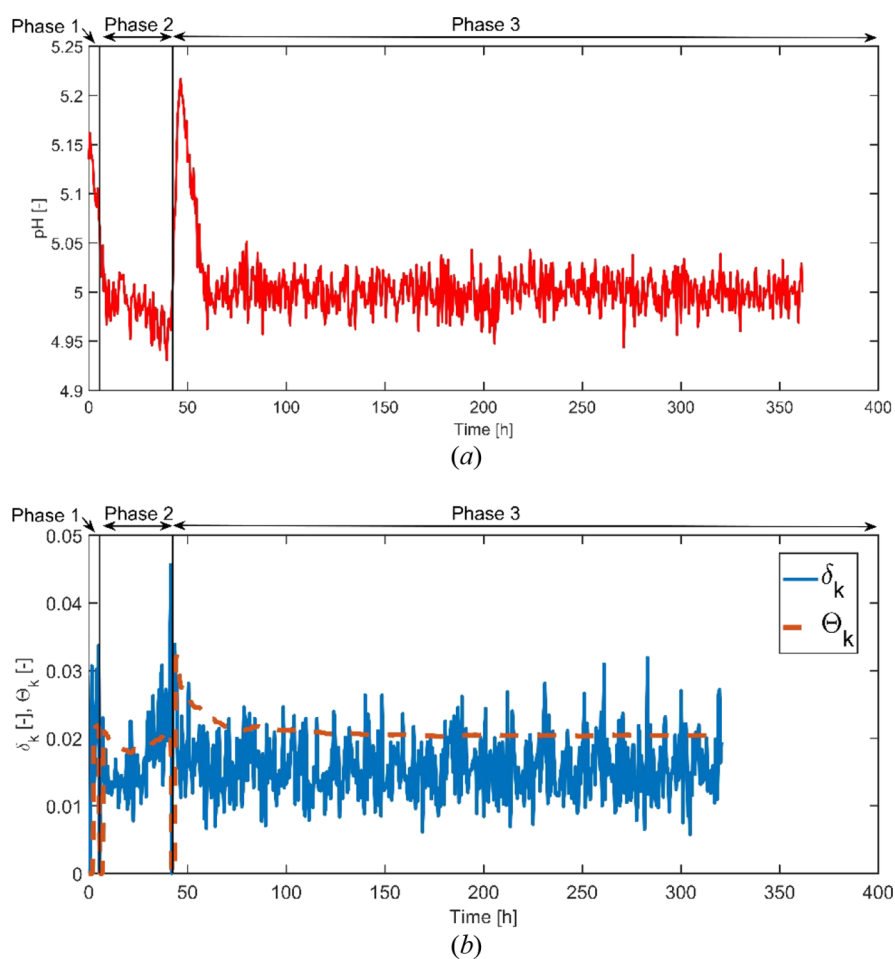 Phase 1 Phase 2 Phase 3
5.25
5.2
5.15
5.1
5.05
5
4.95
4.9
pH [-]
0 50 100 150 200 250 300 350 400
Time [h]
(a)
Phase 1 Phase 2 Phase 3
0.05
0.04
0.03
0.02
0.01
0
δk [-], Θk [-]
δk
Θk
0 50 100 150 200 250 300 350 400
Time [h]
(b)